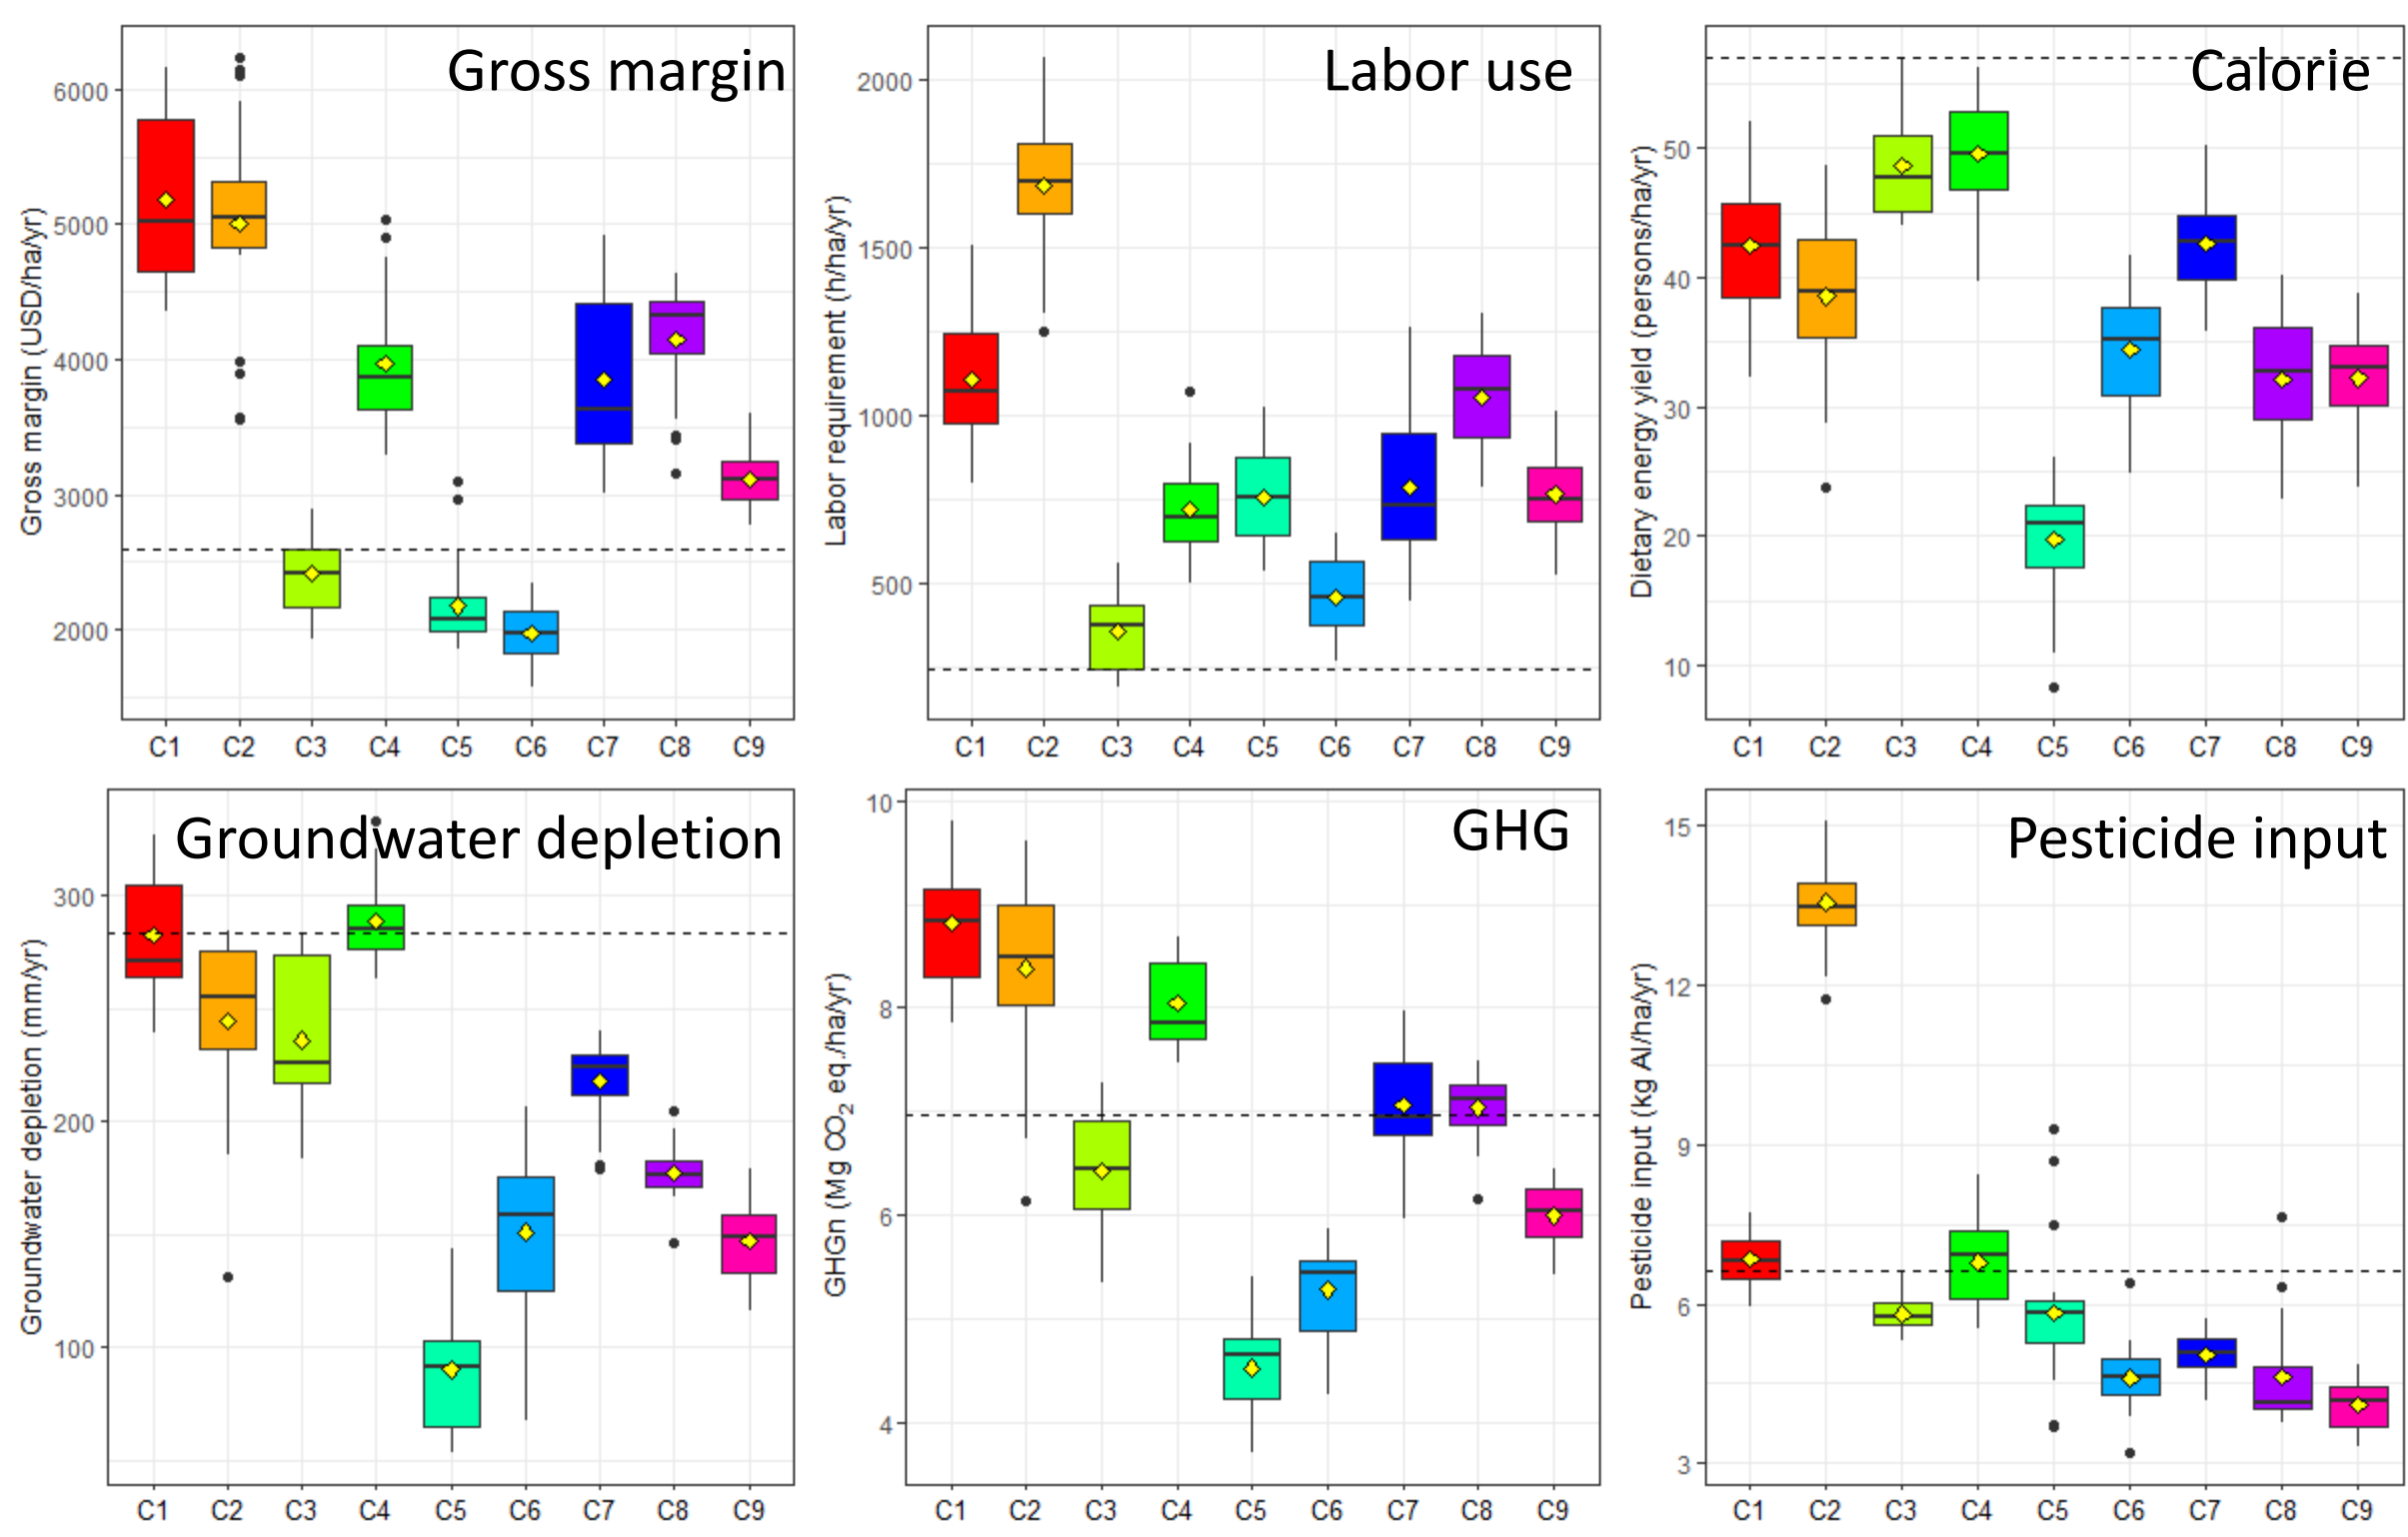 Gross margin
Gross margin (USD/ha/yr)
6000
5000
4000
3000
2000
C1 C2 C3 C4 C5 C6 C7 C8 C9
Labor use
Labor requirement (h/ha/yr)
2000
1500
1000
500
C1 C2 C3 C4 C5 C6 C7 C8 C9
Calorie
Dietary energy yield (persons/ha/yr)
50
40
30
20
10
C1 C2 C3 C4 C5 C6 C7 C8 C9
Groundwater depletion
Groundwater depletion (mm/yr)
300
200
100
C1 C2 C3 C4 C5 C6 C7 C8 C9
GHG
GHGn (Mg CO₂ eq./ha/yr)
10
8
6
4
C1 C2 C3 C4 C5 C6 C7 C8 C9
Pesticide input
Pesticide input (kg AI/ha/yr)
15
12
9
6
3
C1 C2 C3 C4 C5 C6 C7 C8 C9